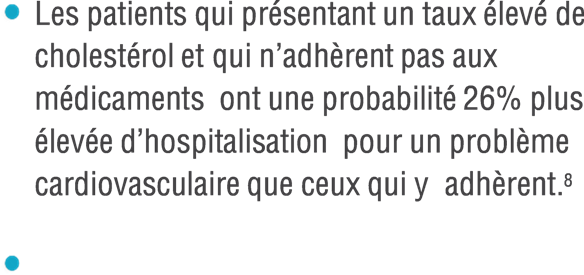 • Les patients qui présentant un taux élevé de
cholestérol et qui n’adhèrent pas aux
médicaments  ont une probabilité 26% plus
élevée d’hospitalisation  pour un problème
cardiovasculaire que ceux qui y  adhèrent.⁸
•